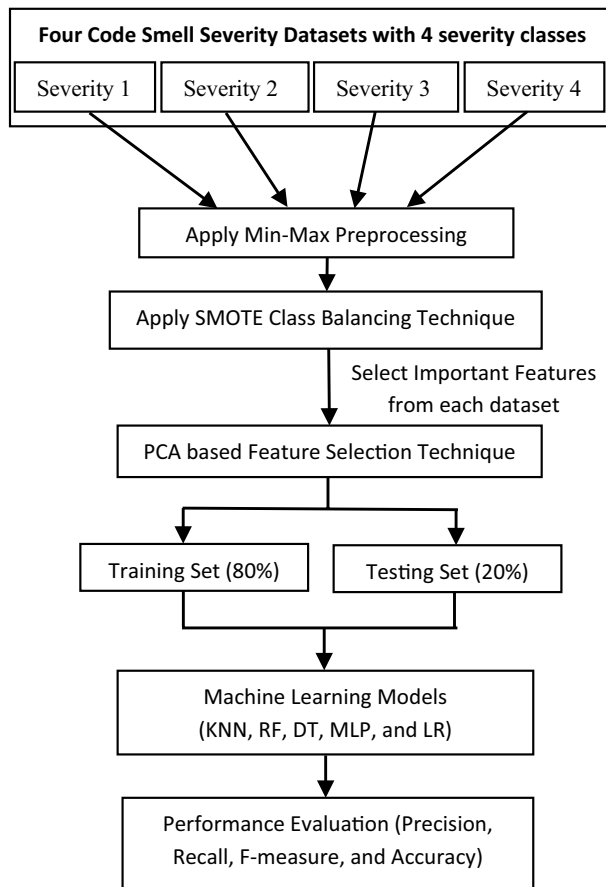 Four Code Smell Severity Datasets with 4 severity classes
Severity 1
Severity 2
Severity 3
Severity 4
Apply Min-Max Preprocessing
Apply SMOTE Class Balancing Technique
Select Important Features
from each dataset
PCA based Feature Selection Technique
Training Set (80%)
Testing Set (20%)
Machine Learning Models
(KNN, RF, DT, MLP, and LR)
Performance Evaluation (Precision,
Recall, F-measure, and Accuracy)